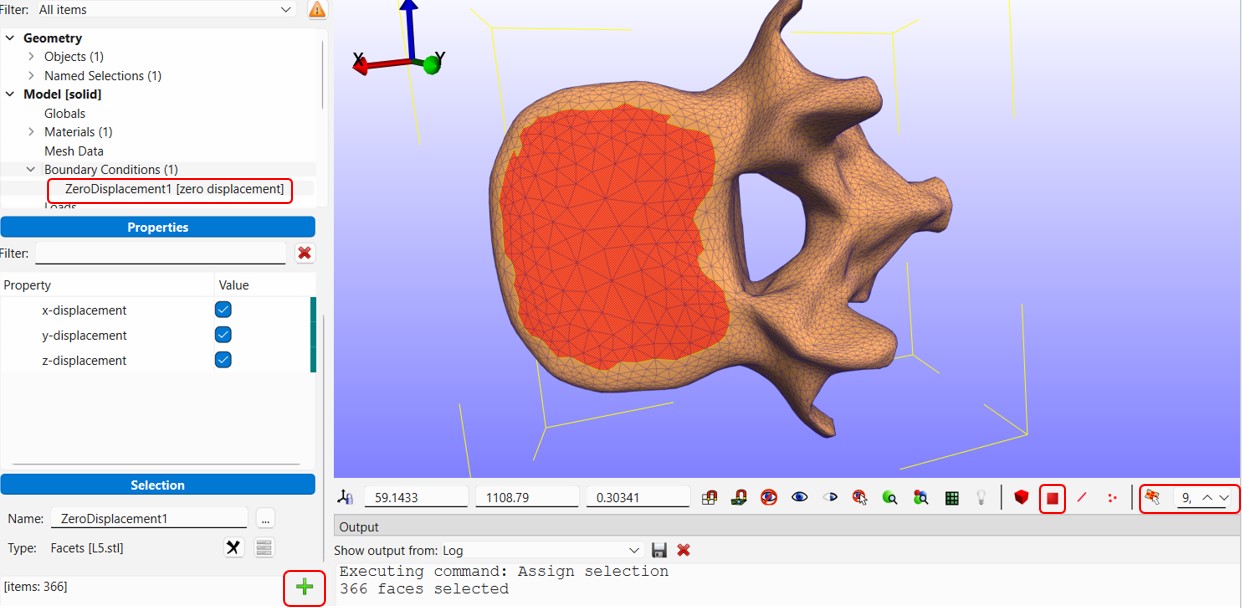 Filter: All items
Geometry
Objects (1)
Named Selections (1)
Model [solid]
Globals
Materials (1)
Mesh Data
Boundary Conditions (1)
ZeroDisplacement1 [zero displacement]
Loads
Properties
Filter:
Property Value
x-displacement
y-displacement
z-displacement
Selection
Name: ZeroDisplacement1 ...
Type: Facets [L5.stl]
[items: 366]
X Y
59.1433 1108.79 0.30341 9,
Output
Show output from: Log
Executing command: Assign selection
366 faces selected